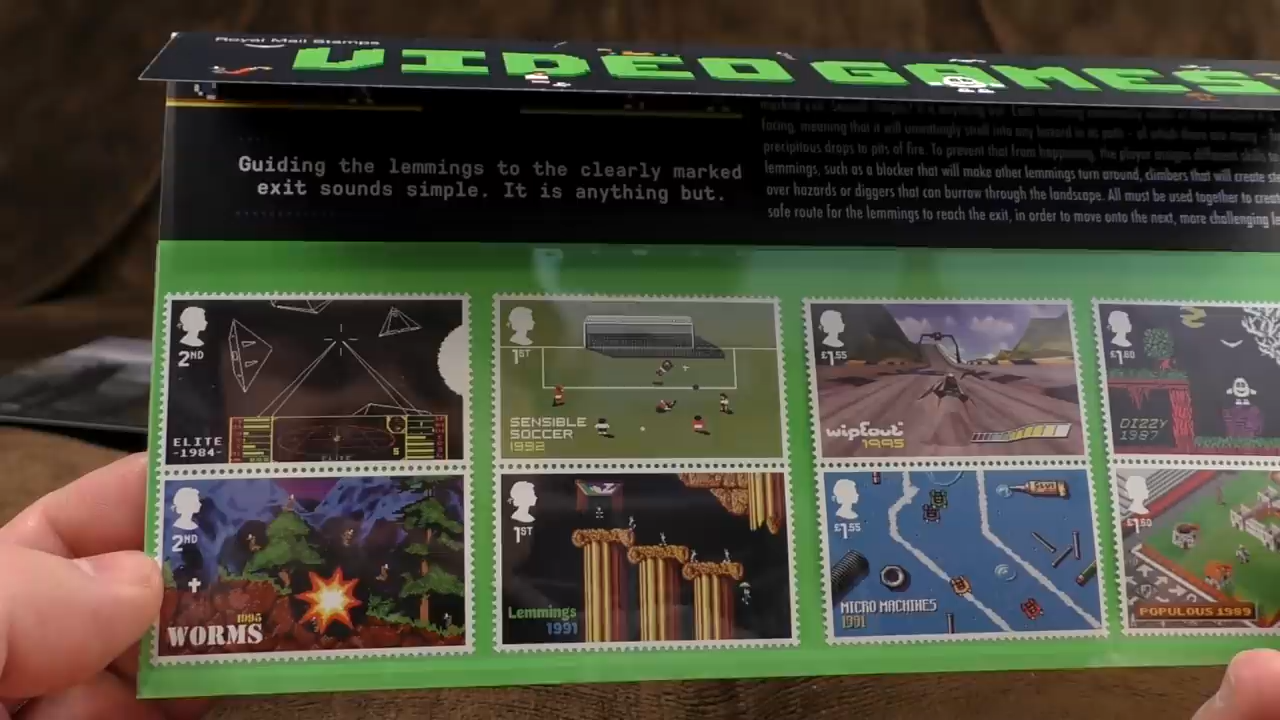 Royal Mail Stamps
VIDEO GAMES
Guiding the lemmings to the clearly marked
exit sounds simple. It is anything but.
facing, meaning that it will unwittingly stroll into any hazard in its path – of which there are many –
precipitous drops to pits of fire. To prevent that from happening, the player assigns different skills to
lemmings, such as a blocker that will make other lemmings turn around, climbers that will create
over hazards or diggers that can burrow through the landscape. All must be used together to
safe route for the lemmings to reach the exit, in order to move onto the next, more challenging
2ND
ELITE
-1984-
ELITE
1ST
SENSIBLE
SOCCER
1992
£1.55
wipEout
1995
£1.60
DIZZY
1987
2ND
1995
WORMS
1ST
Lemmings
1991
£1.55
MICRO MACHINES
1991
£1.60
POPULOUS 1989